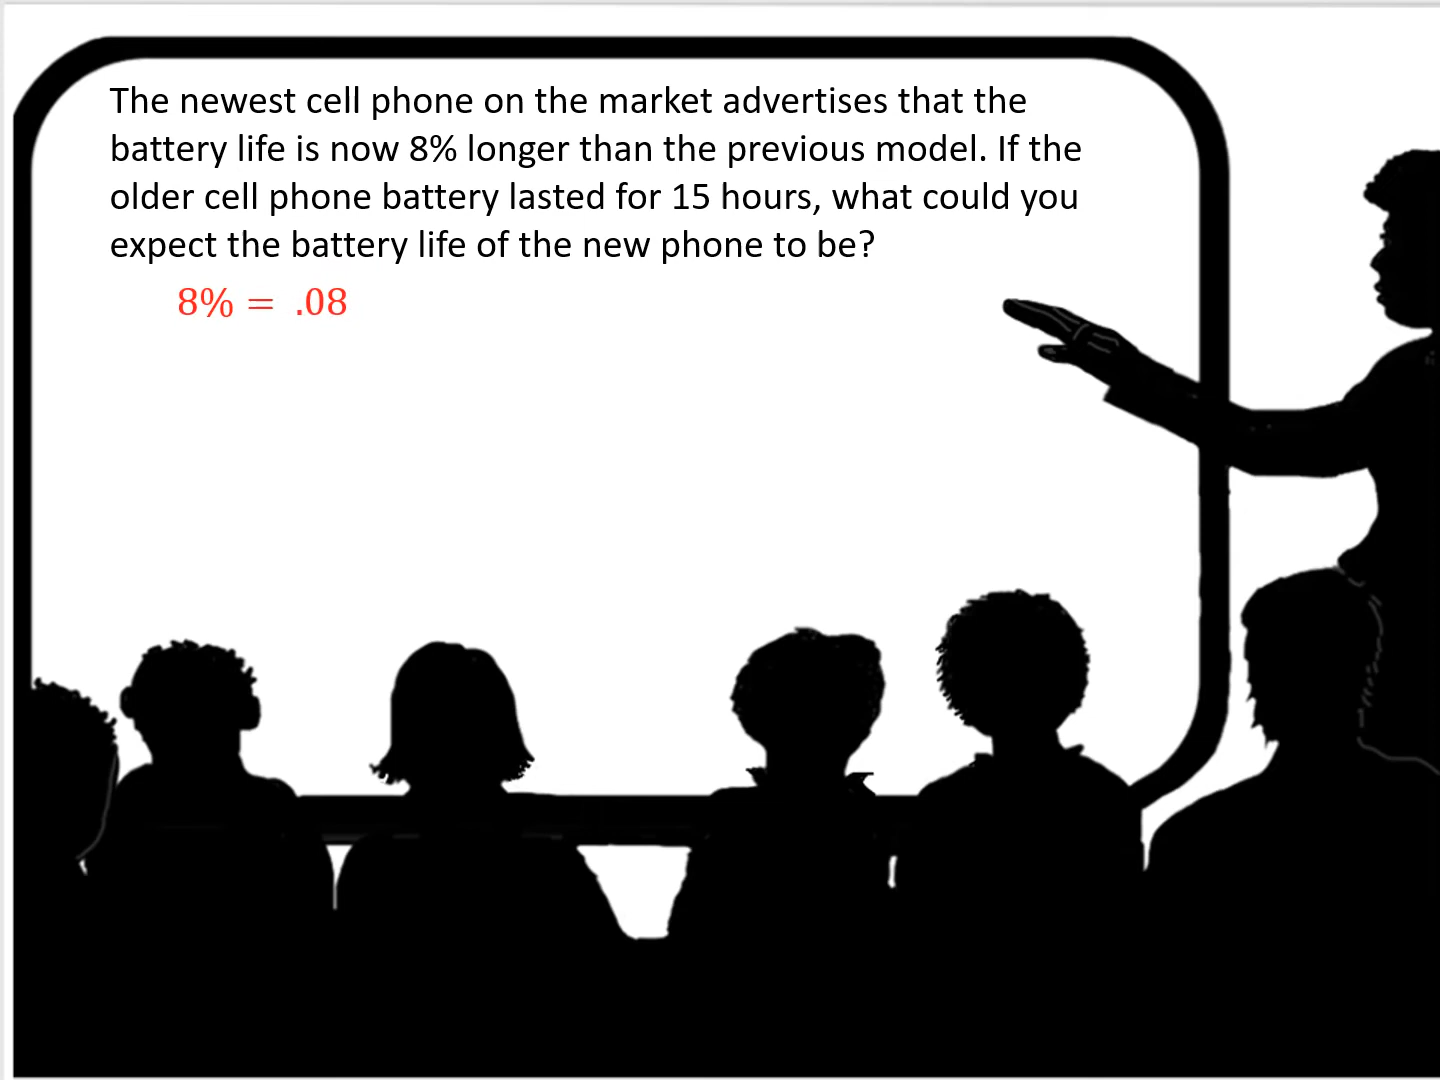 The newest cell phone on the market advertises that the
battery life is now 8% longer than the previous model. If the
older cell phone battery lasted for 15 hours, what could you
expect the battery life of the new phone to be?
8% = .08